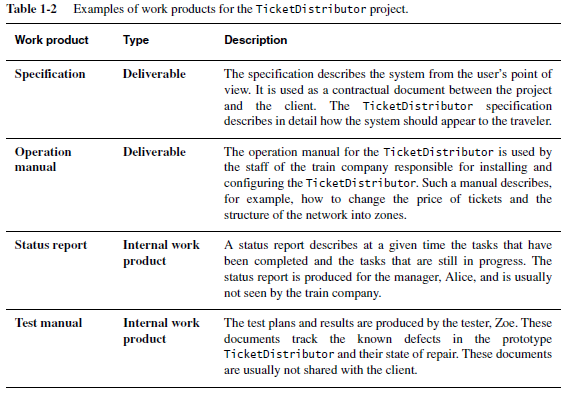 Table 1-2 Examples of work products for the TicketDistributor project.
Work product Type Description
Specification Deliverable The specification describes the system from the user's point of
view. It is used as a contractual document between the project
and the client. The TicketDistributor specification
describes in detail how the system should appear to the traveler.
Operation Deliverable The operation manual for the TicketDistributor is used by
manual the staff of the train company responsible for installing and
configuring the TicketDistributor. Such a manual describes,
for example, how to change the price of tickets and the
structure of the network into zones.
Status report Internal work A status report describes at a given time the tasks that have
product been completed and the tasks that are still in progress. The
status report is produced for the manager, Alice, and is usually
not seen by the train company.
Test manual Internal work The test plans and results are produced by the tester, Zoe. These
product documents track the known defects in the prototype
TicketDistributor and their state of repair. These documents
are usually not shared with the client.